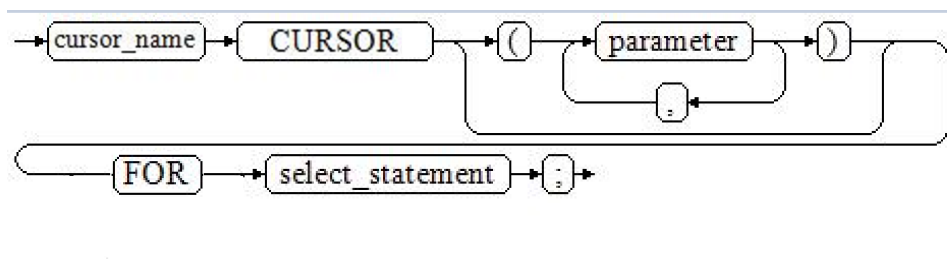 cursor_name CURSOR ( parameter )
,
FOR select_statement ;